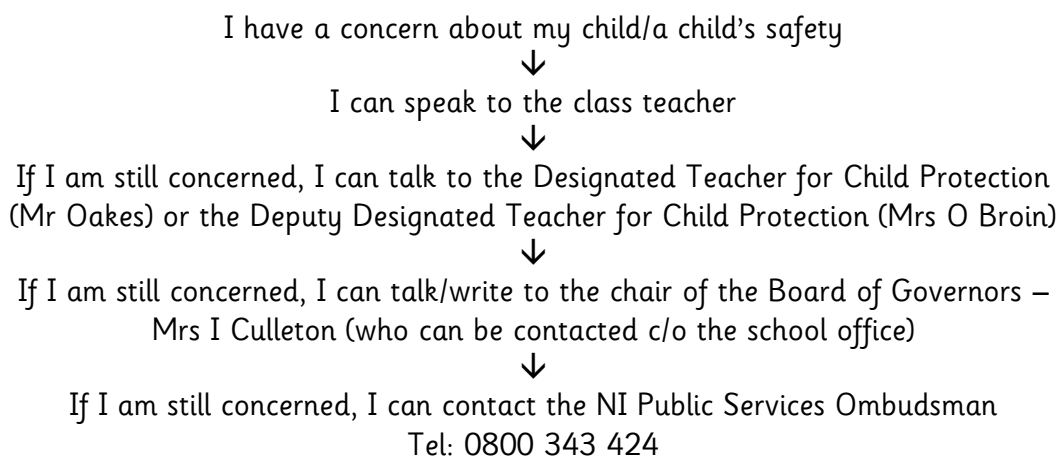 I have a concern about my child/a child's safety
↓
I can speak to the class teacher
↓
If I am still concerned, I can talk to the Designated Teacher for Child Protection
(Mr Oakes) or the Deputy Designated Teacher for Child Protection (Mrs O Broin)
↓
If I am still concerned, I can talk/write to the chair of the Board of Governors –
Mrs I Culleton (who can be contacted c/o the school office)
↓
If I am still concerned, I can contact the NI Public Services Ombudsman
Tel: 0800 343 424